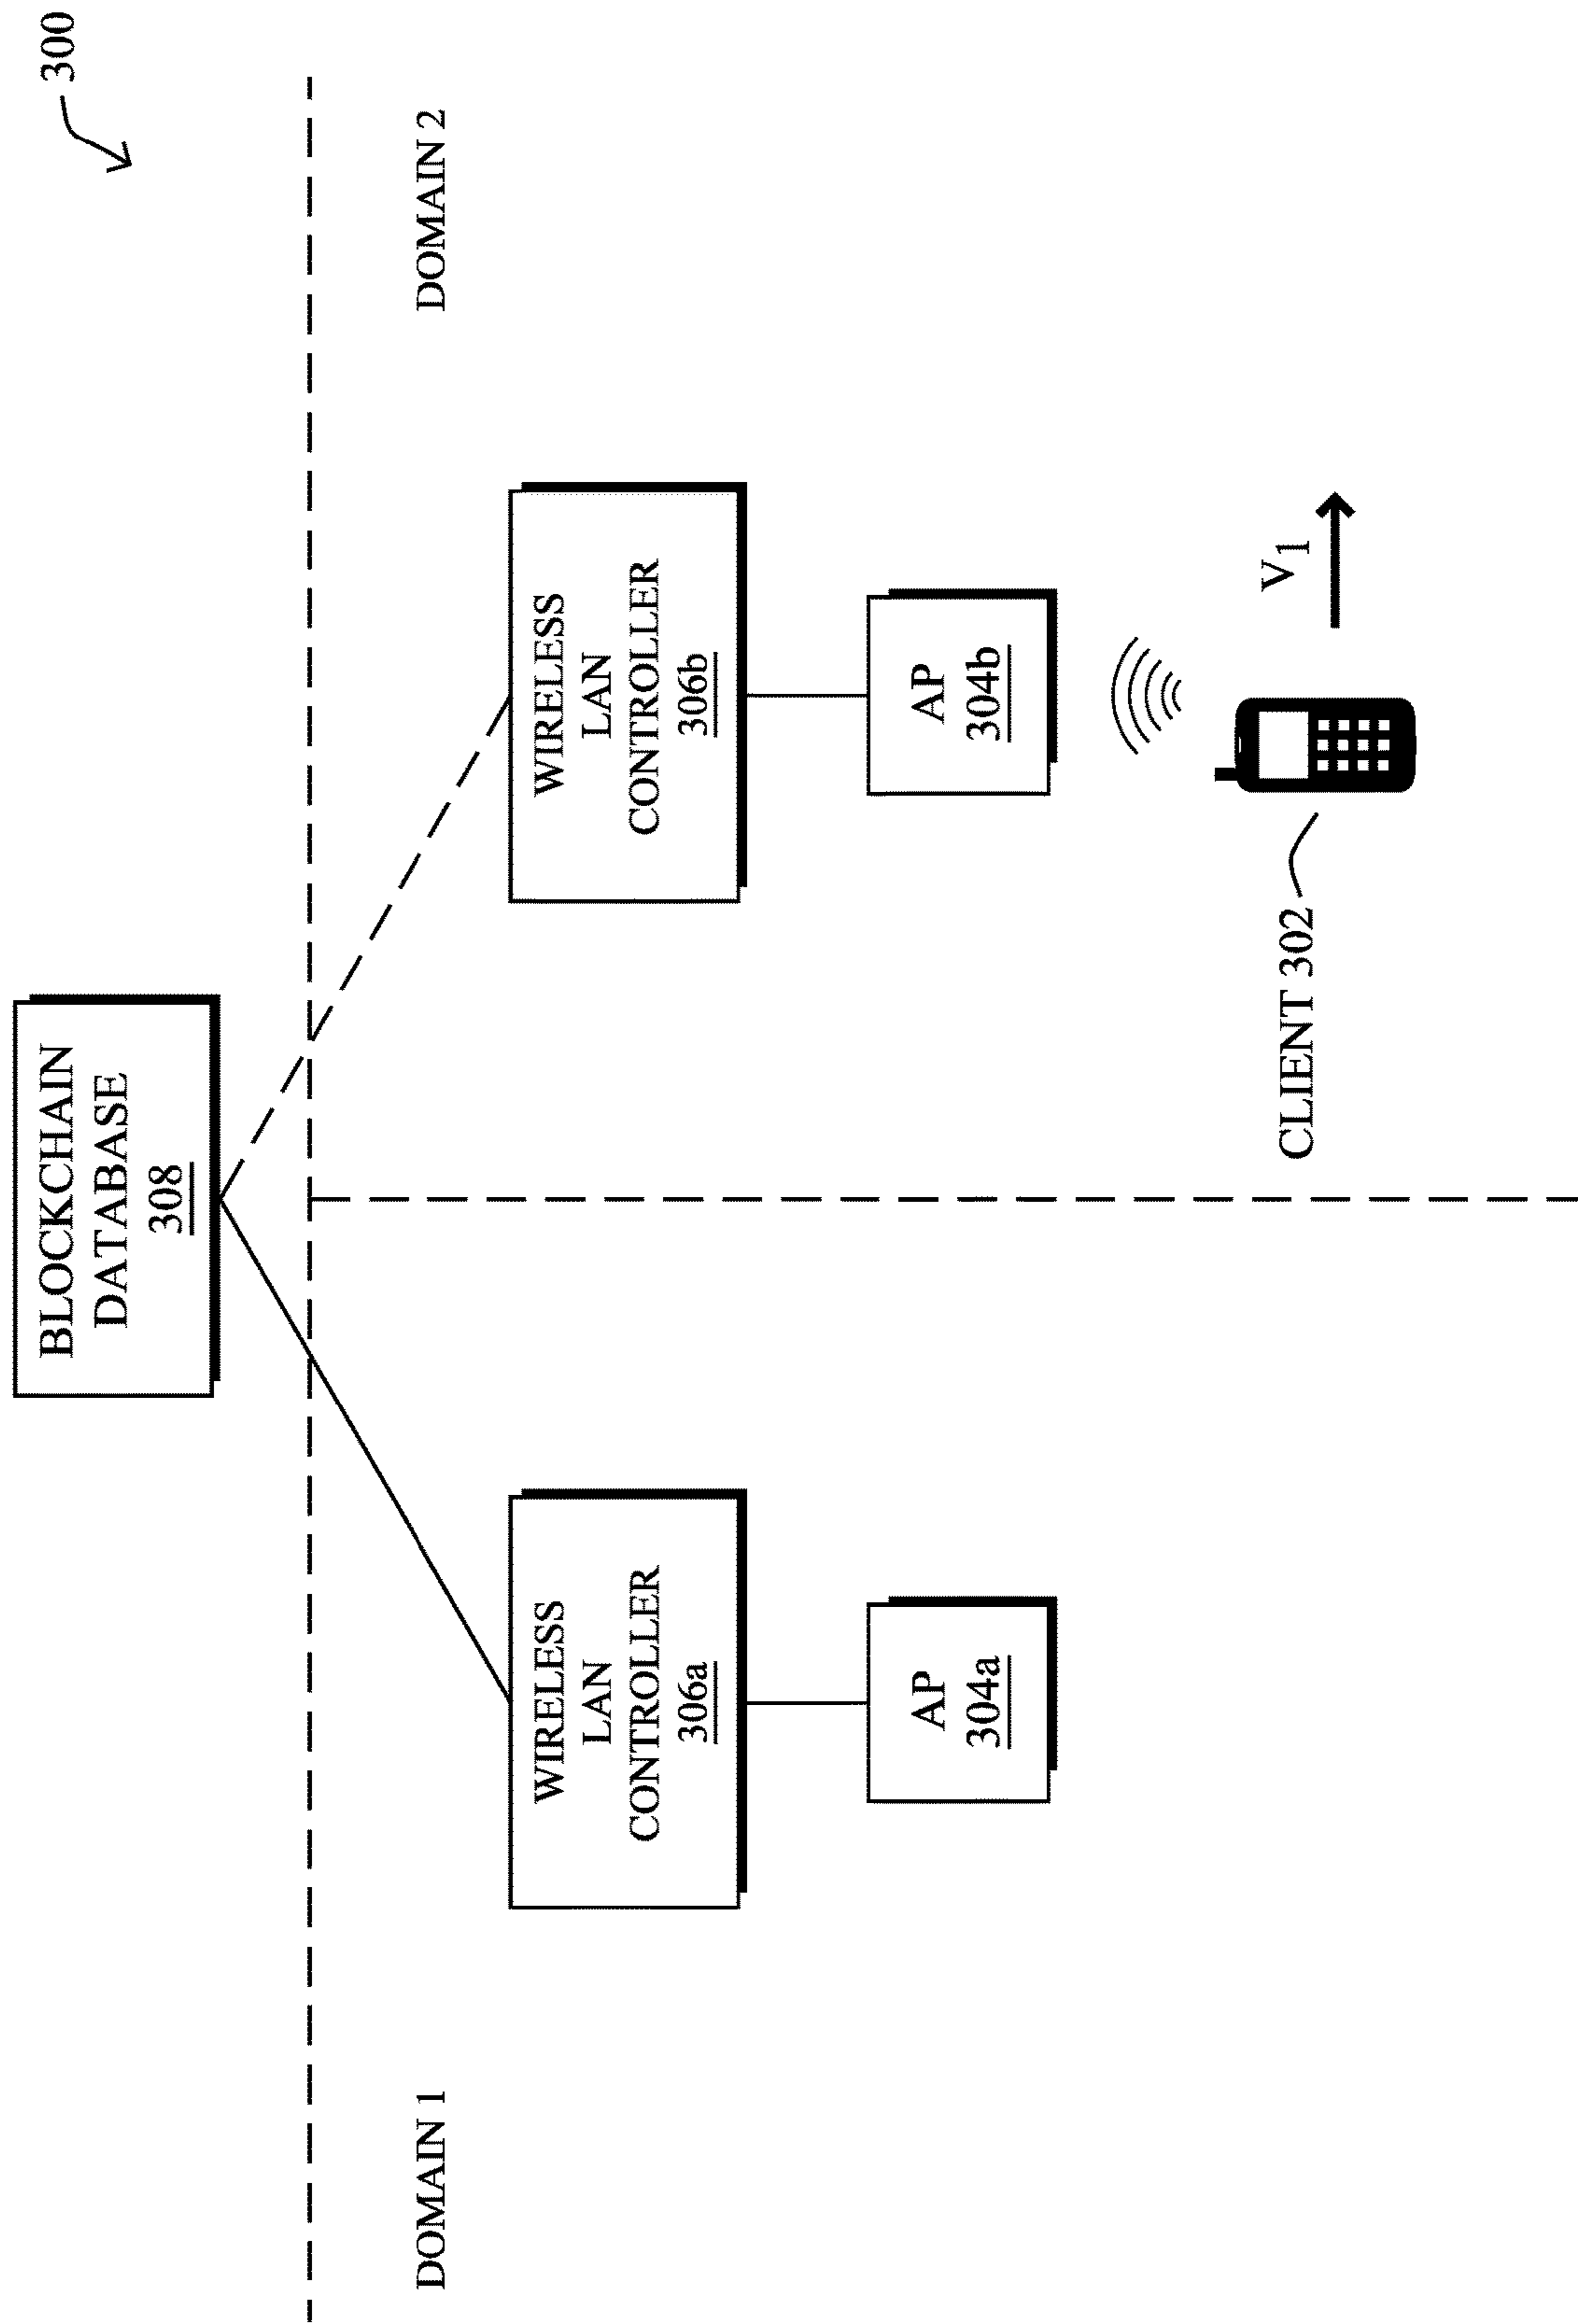 300
BLOCKCHAIN
DATABASE
308
DOMAIN 1
DOMAIN 2
WIRELESS
LAN
CONTROLLER
306a
WIRELESS
LAN
CONTROLLER
306b
AP
304a
AP
304b
V1
CLIENT 302